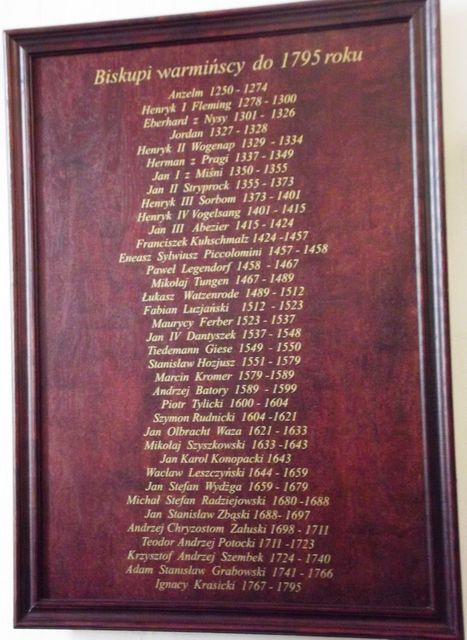 Biskupi warmińscy do 1795 roku
Anzelm 1250 - 1274
Henryk I Fleming 1278 - 1300
Eberhard z Nysy 1301 - 1326
Jordan 1327 - 1328
Henryk II Wogenap 1329 - 1334
Herman z Pragi 1337 - 1349
Jan I z Miśni 1350 - 1355
Jan II Stryprock 1355 - 1373
Henryk III Sorbom 1373 - 1401
Henryk IV Vogelsang 1401 - 1415
Jan III Abezier 1415 - 1424
Franciszek Kuhschmalz 1424 -1457
Eneasz Sylwiusz Piccolomini 1457 - 1458
Paweł Legendorf 1458 - 1467
Mikołaj Tungen 1467 - 1489
Łukasz Watzenrode 1489 - 1512
Fabian Luzjański 1512 - 1523
Maurycy Ferber 1523 - 1537
Jan IV Dantyszek 1537 - 1548
Tiedemann Giese 1549 - 1550
Stanisław Hozjusz 1551 - 1579
Marcin Kromer 1579 -1589
Andrzej Batory 1589 - 1599
Piotr Tylicki 1600 - 1604
Szymon Rudnicki 1604 -1621
Jan Olbracht Waza 1621 - 1633
Mikołaj Szyszkowski 1633 -1643
Jan Karol Konopacki 1643
Wacław Leszczyński 1644 - 1659
Jan Stefan Wydżga 1659 - 1679
Michał Stefan Radziejowski 1680 -1688
Jan Stanisław Zbąski 1688- 1697
Andrzej Chryzostom Załuski 1698 - 1711
Teodor Andrzej Potocki 1711 -1723
Krzysztof Andrzej Szembek 1724 - 1740
Adam Stanisław Grabowski 1741 - 1766
Ignacy Krasicki 1767 - 1795